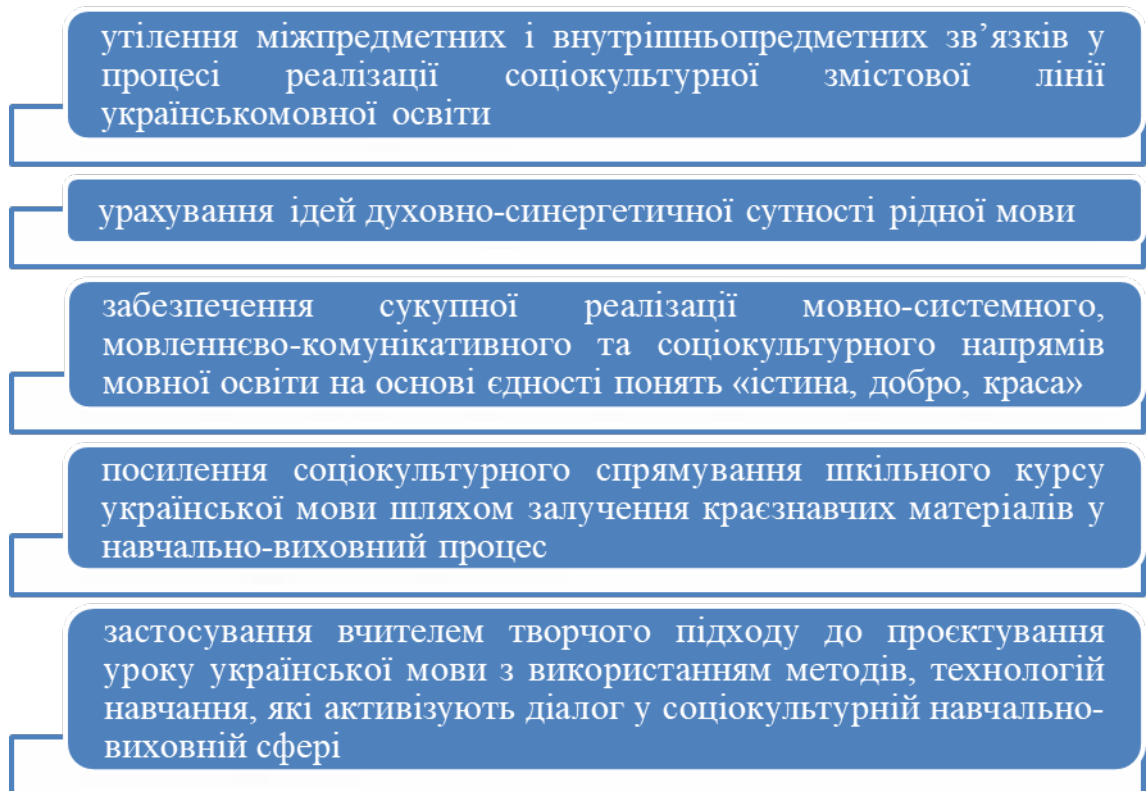 утілення міжпредметних і внутрішньопредметних зв’язків у
процесі реалізації соціокультурної змістової лінії
українськомовної освіти
урахування ідей духовно-синергетичної сутності рідної мови
забезпечення сукупної реалізації мовно-системного,
мовленнєво-комунікативного та соціокультурного напрямів
мовної освіти на основі єдності понять «істина, добро, краса»
посилення соціокультурного спрямування шкільного курсу
української мови шляхом залучення краєзнавчих матеріалів у
навчально-виховний процес
застосування вчителем творчого підходу до проєктування
уроку української мови з використанням методів, технологій
навчання, які активізують діалог у соціокультурній навчально-
виховній сфері